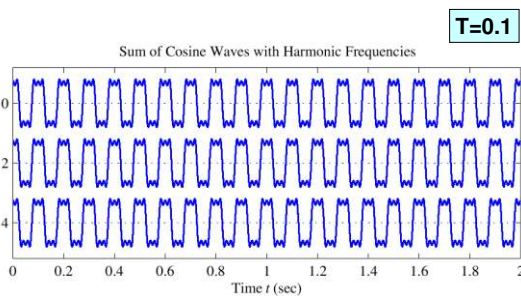 T=0.1
Sum of Cosine Waves with Harmonic Frequencies
0
2
4
0 0.2 0.4 0.6 0.8 1 1.2 1.4 1.6 1.8 2
Time t (sec)